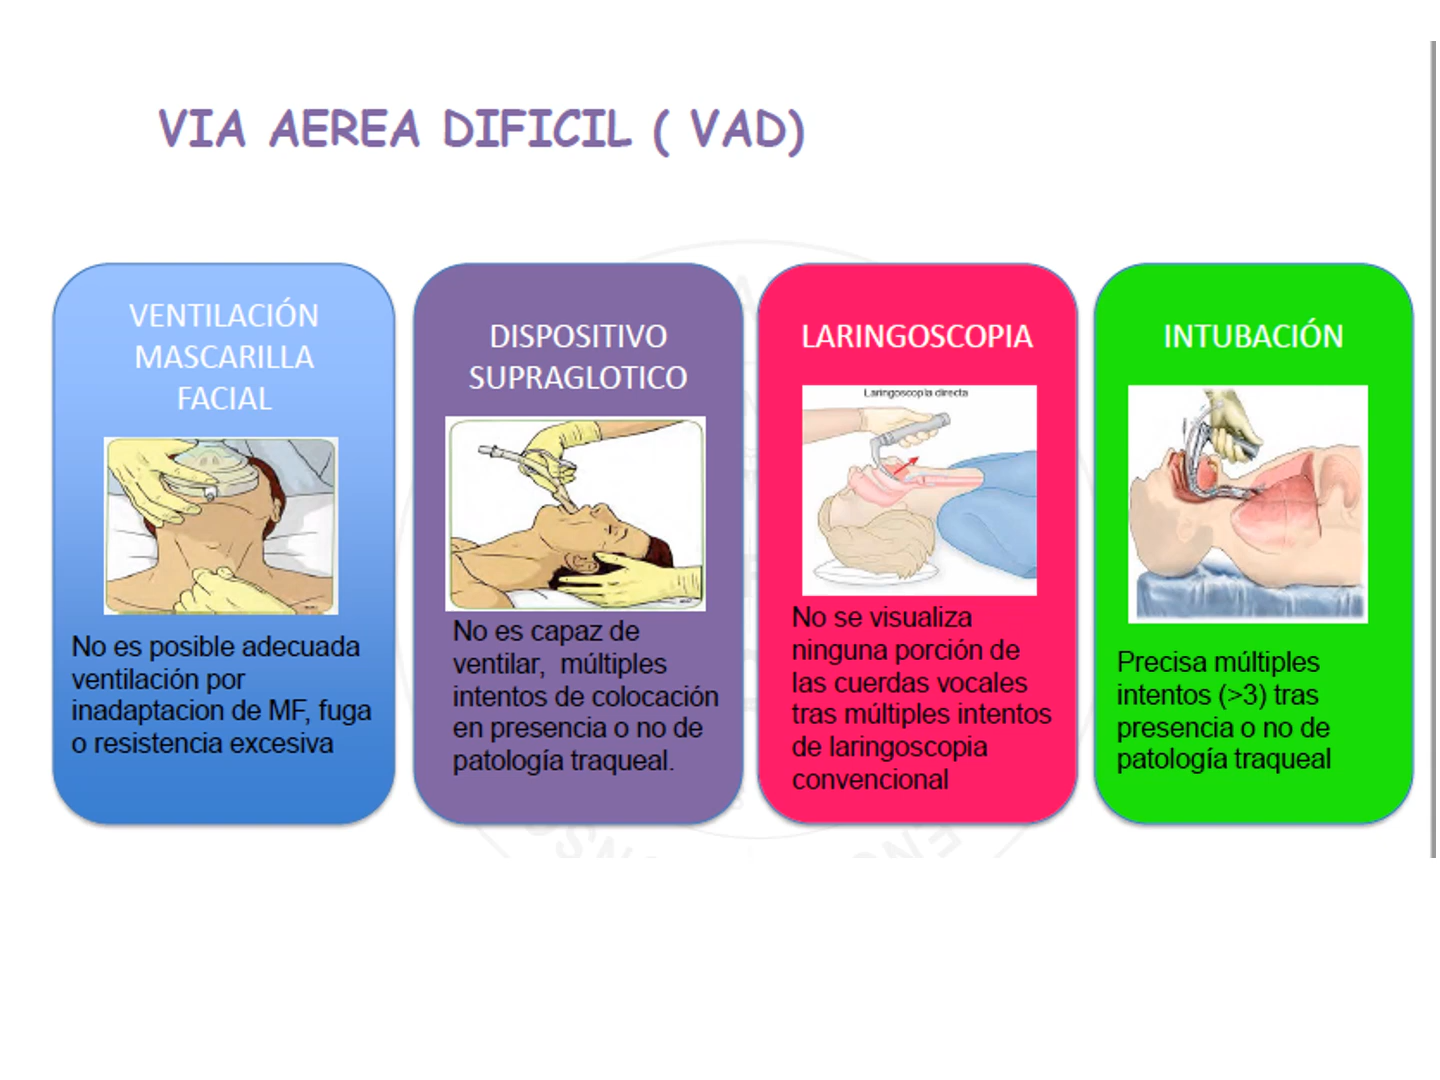 VIA AEREA DIFICIL ( VAD)
VENTILACIÓN
MASCARILLA
FACIAL
No es posible adecuada
ventilación por
inadaptacion de MF, fuga
o resistencia excesiva
DISPOSITIVO
SUPRAGLOTICO
No es capaz de
ventilar, múltiples
intentos de colocación
en presencia o no de
patología traqueal.
LARINGOSCOPIA
Laringoscopia directa
No se visualiza
ninguna porción de
las cuerdas vocales
tras múltiples intentos
de laringoscopia
convencional
INTUBACIÓN
Precisa múltiples
intentos (>3) tras
presencia o no de
patología traqueal